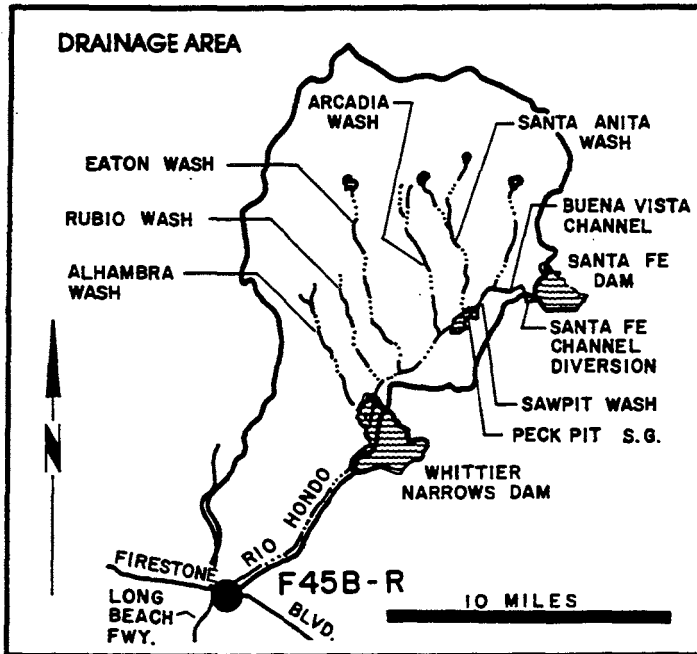 DRAINAGE AREA
ARCADIA
WASH
SANTA ANITA
WASH
EATON WASH
BUENA VISTA
CHANNEL
RUBIO WASH
SANTA FE
DAM
ALHAMBRA
WASH
SANTA FE
CHANNEL
DIVERSION
SAWPIT WASH
PECK PIT S.G.
N
WHITTIER
NARROWS DAM
RIO HONDO
FIRESTONE
BLVD.
F45B-R
LONG
BEACH
FWY.
10 MILES